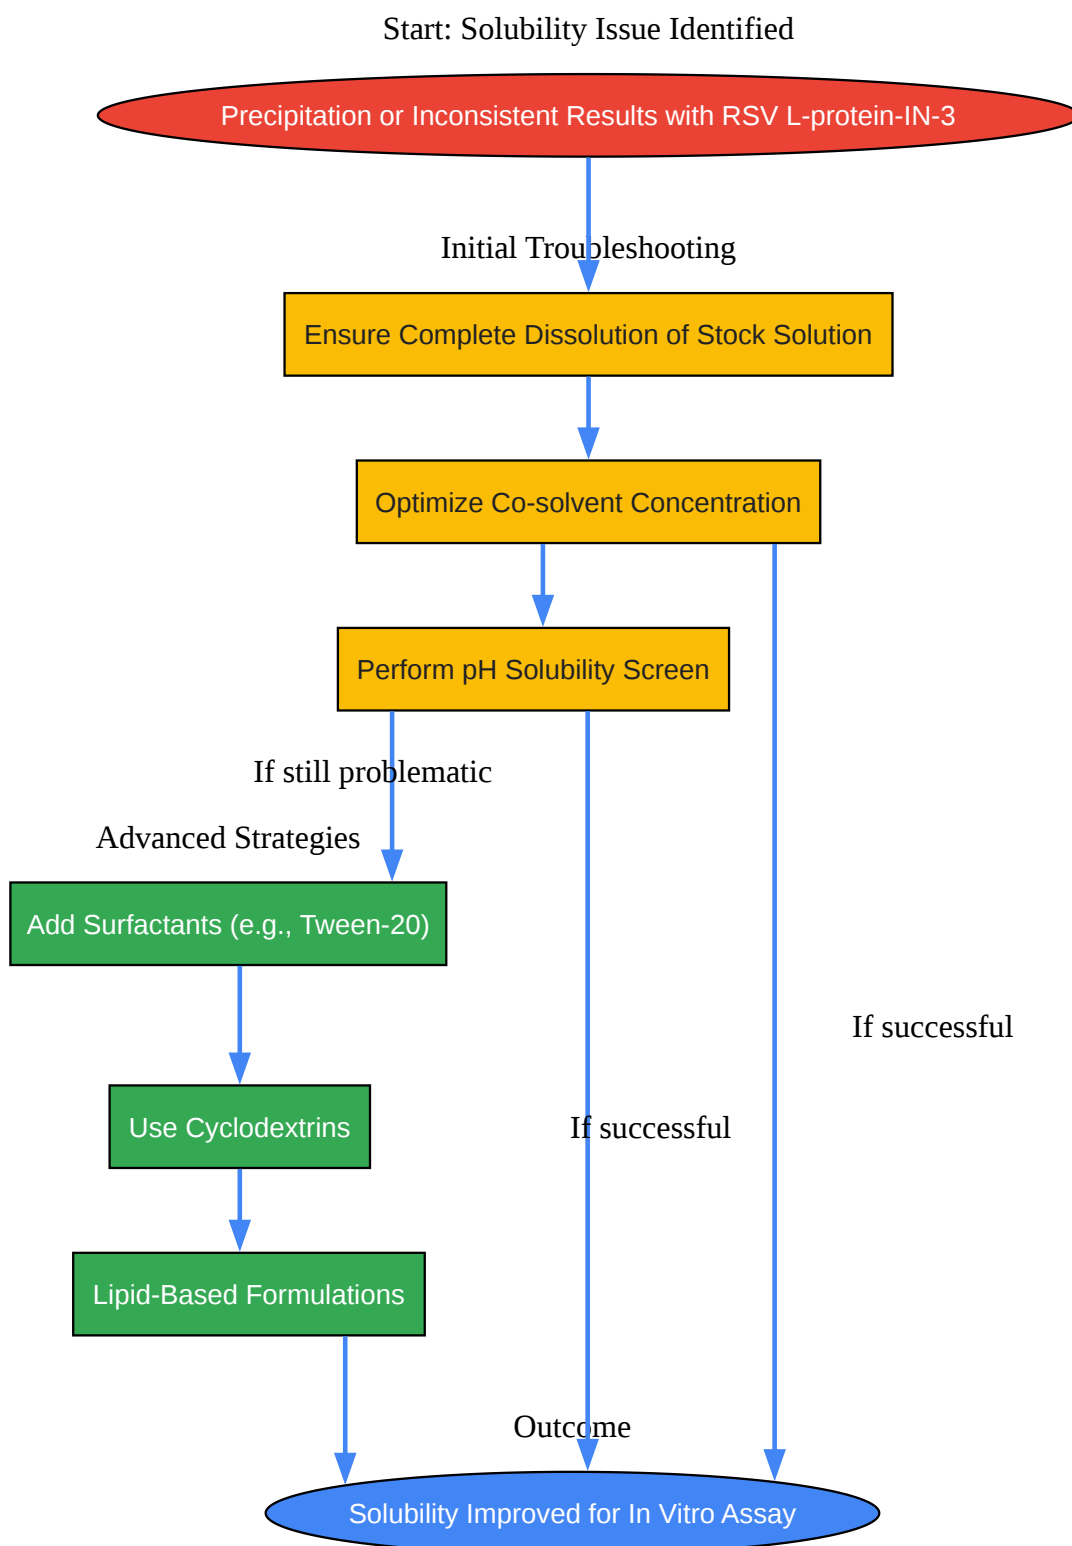 Start: Solubility Issue Identified
Precipitation or Inconsistent Results with RSV L-protein-IN-3
Initial Troubleshooting
Ensure Complete Dissolution of Stock Solution
Optimize Co-solvent Concentration
Perform pH Solubility Screen
If still problematic
Advanced Strategies
Add Surfactants (e.g., Tween-20)
If successful
Use Cyclodextrins
If successful
Lipid-Based Formulations
Outcome
Solubility Improved for In Vitro Assay